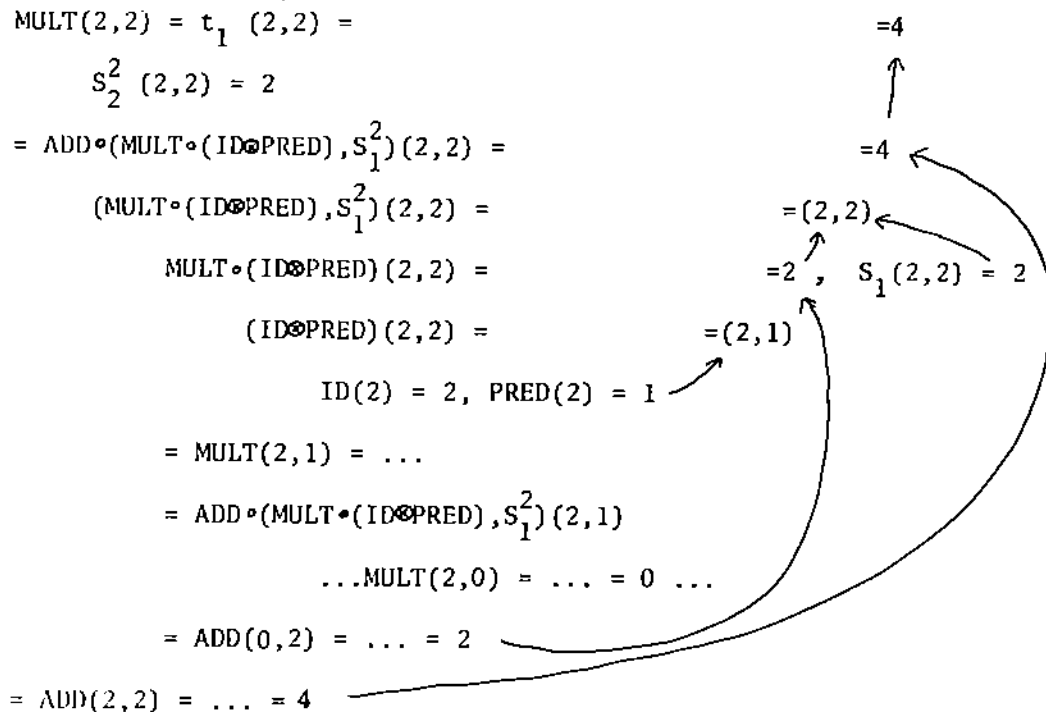 MULT(2,2) = t₁ (2,2) = =4
S₂² (2,2) = 2
= ADD∘(MULT∘(ID⊗PRED),S₁²)(2,2) = =4
(MULT∘(ID⊗PRED),S₁²)(2,2) = =(2,2)
MULT∘(ID⊗PRED)(2,2) = =2 , S₁(2,2) = 2
(ID⊗PRED)(2,2) = =(2,1)
ID(2) = 2, PRED(2) = 1
= MULT(2,1) = ...
= ADD∘(MULT∘(ID⊗PRED),S₁²)(2,1)
...MULT(2,0) = ... = 0 ...
= ADD(0,2) = ... = 2
= ADD(2,2) = ... = 4